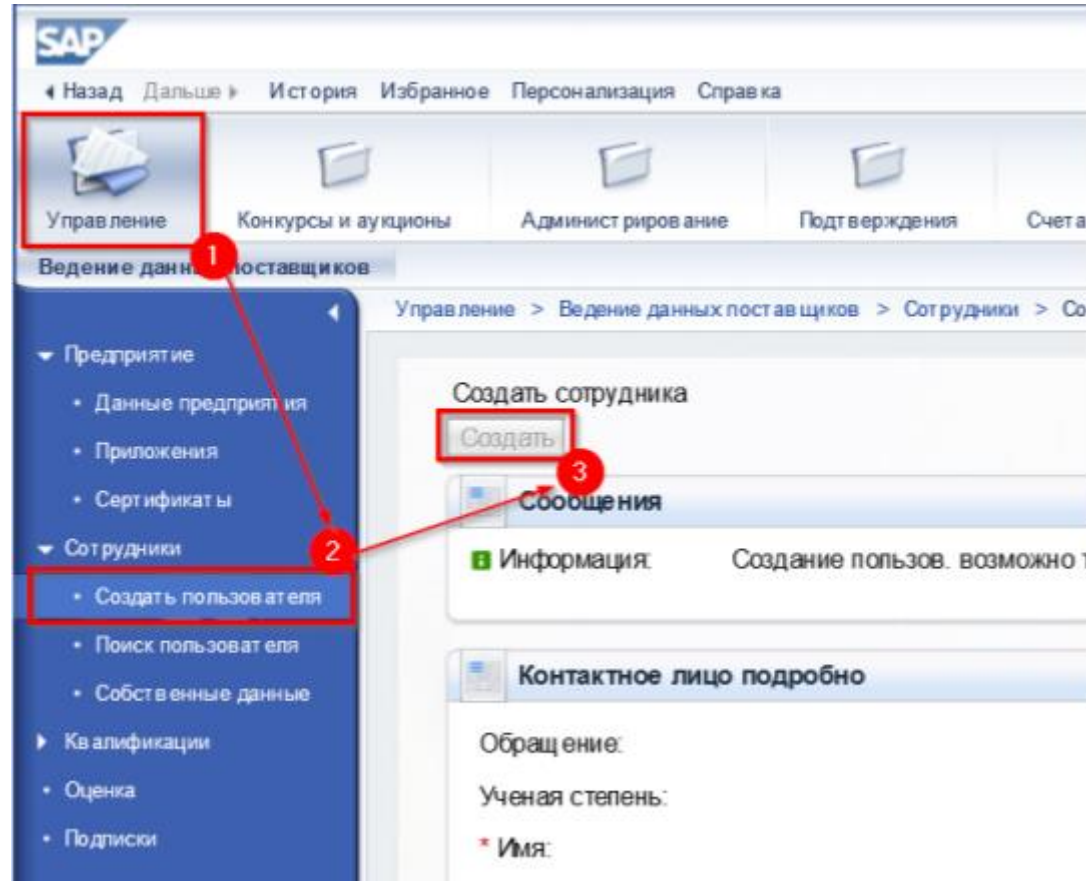 SAP
Назад Дальше История Избранное Персонализация Справка
Управление Конкурсы и аукционы Администрирование Подтверждения Счета
1
Ведение данн поставщиков
Управление > Ведение данных поставщиков > Сотрудники > Со
Предприятие
Данные предприятия
Приложения
Сертификаты
Сотрудники
2
Создать пользователя
Поиск пользователя
Собственные данные
Квалификации
Оценка
Подписки
Создать сотрудника
Создать
3
Сообщения
Информация: Создание пользов. возможно т
Контактное лицо подробно
Обращение:
Ученая степень:
* Имя: